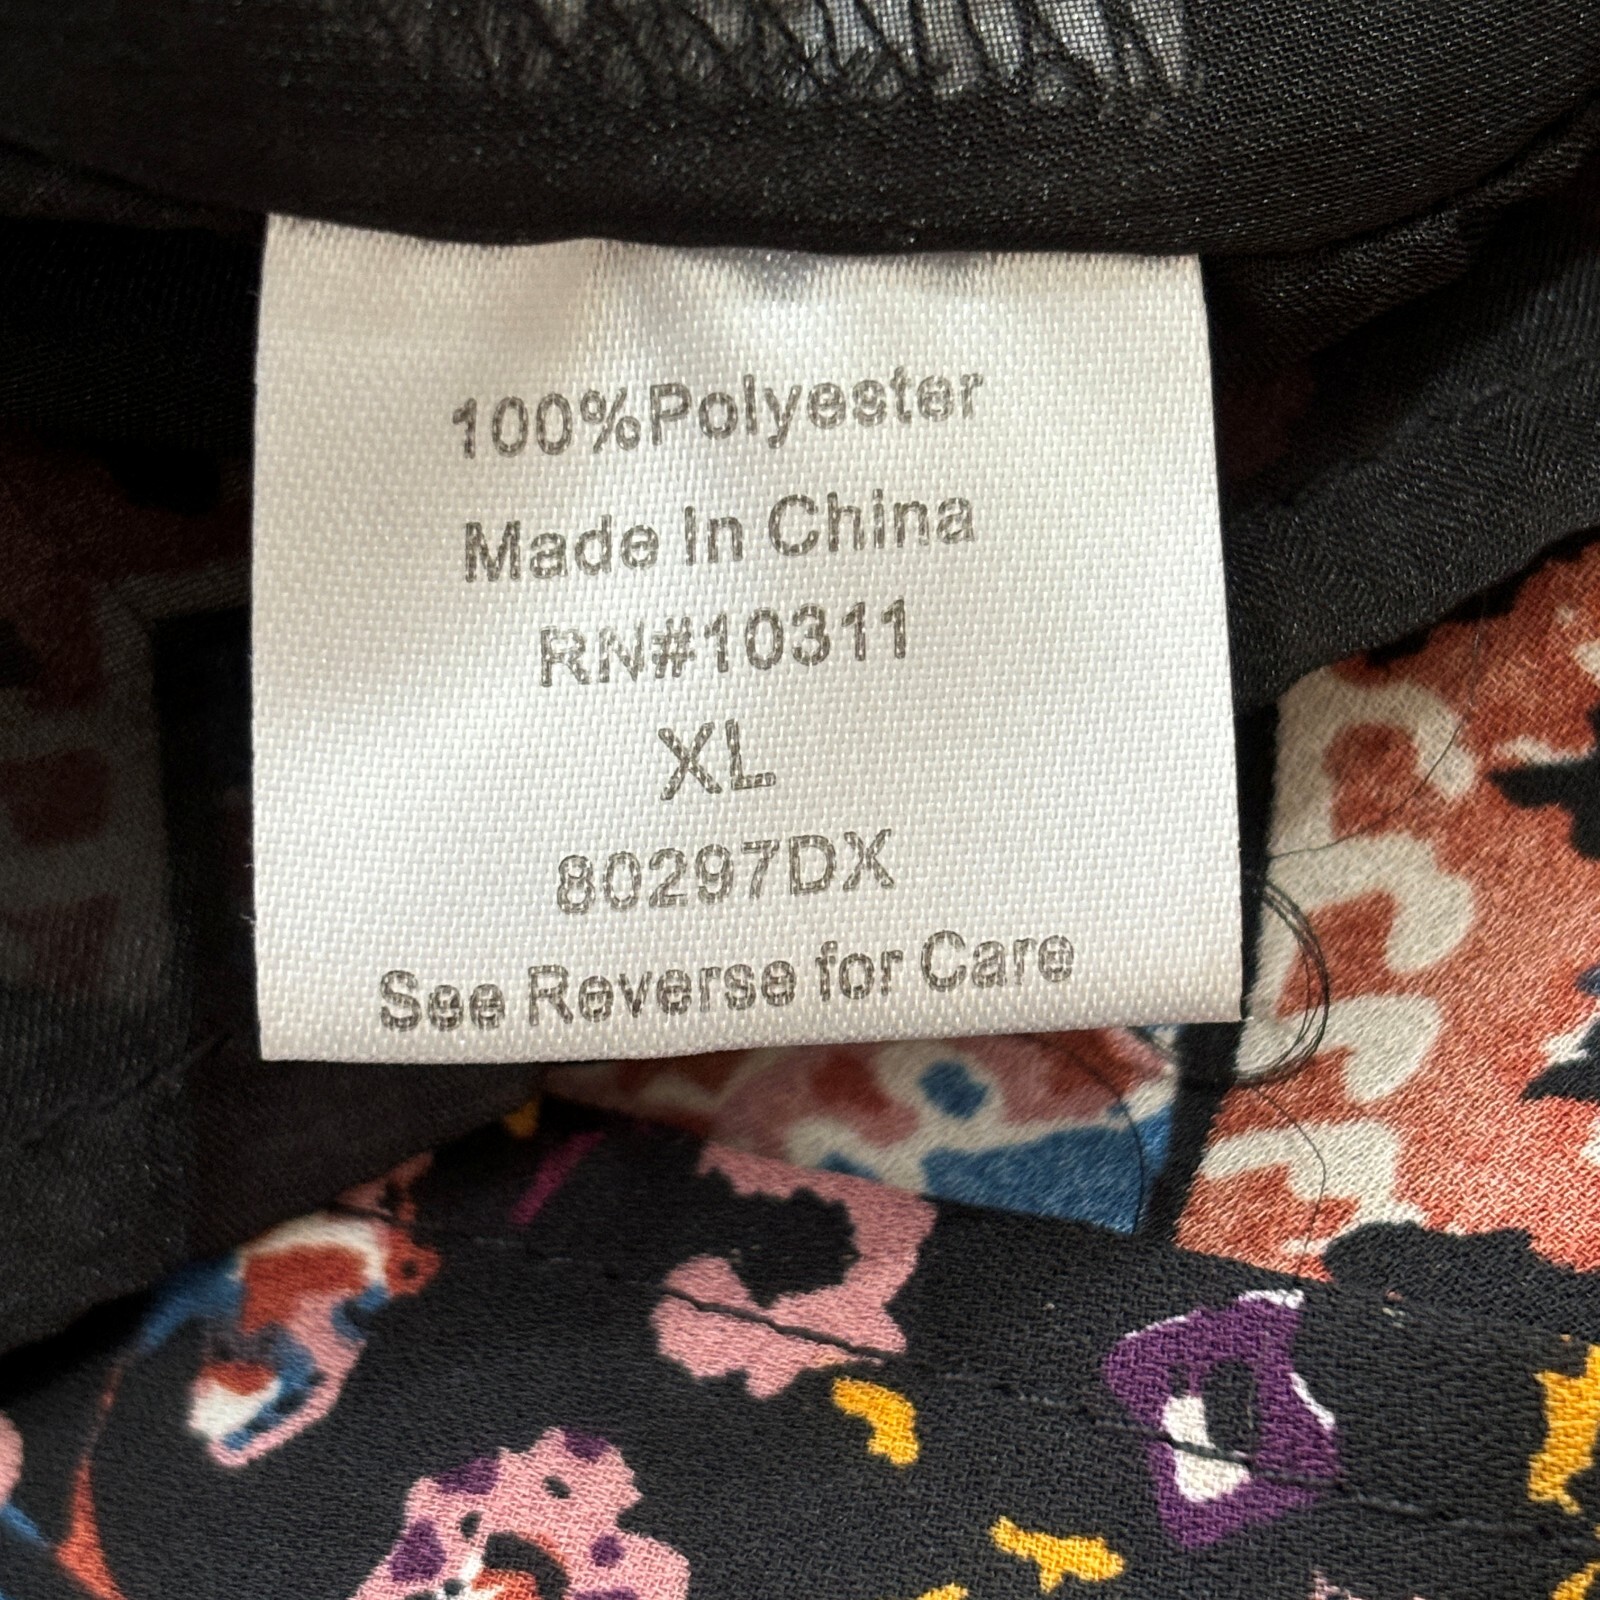 100%Polyester
Made In China
RN#10311
XL
80297DX
See Reverse for Care